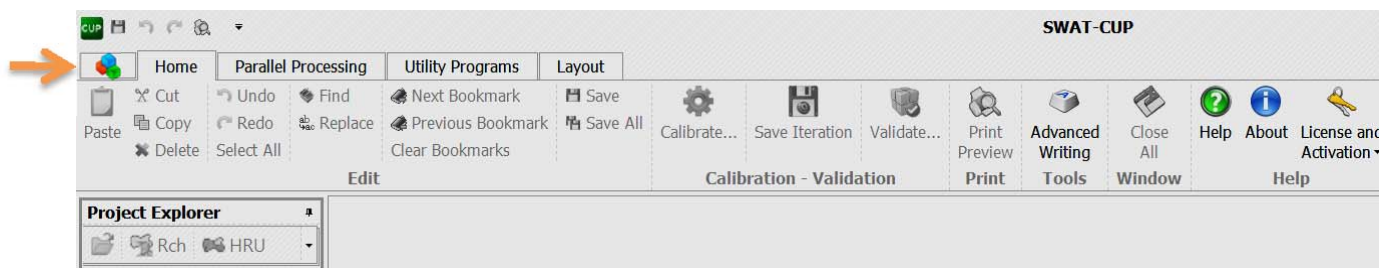 CUP
SWAT-CUP
Home Parallel Processing Utility Programs Layout
Paste
Cut
Copy
Delete
Undo
Redo
Select All
Find
Replace
Next Bookmark
Previous Bookmark
Clear Bookmarks
Save
Save All
Edit
Calibrate...
Save Iteration
Validate...
Calibration - Validation
Print
Preview
Print
Advanced
Writing
Tools
Close
All
Window
Help
About
License and
Activation
Help
Project Explorer
Rch HRU